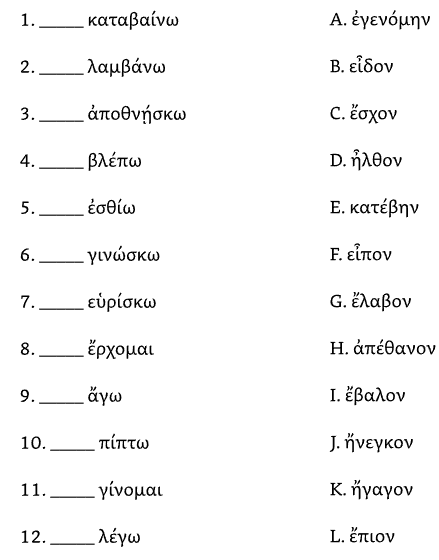 1. _____ καταβαίνω A. ἐγενόμην
2. _____ λαμβάνω B. εἶδον
3. _____ ἀποθνῄσκω C. ἔσχον
4. _____ βλέπω D. ἦλθον
5. _____ ἐσθίω E. κατέβην
6. _____ γινώσκω F. εἶπον
7. _____ εὑρίσκω G. ἔλαβον
8. _____ ἔρχομαι H. ἀπέθανον
9. _____ ἄγω I. ἔβαλον
10. _____ πίπτω J. ἤνεγκον
11. _____ γίνομαι K. ἤγαγον
12. _____ λέγω L. ἔπιον